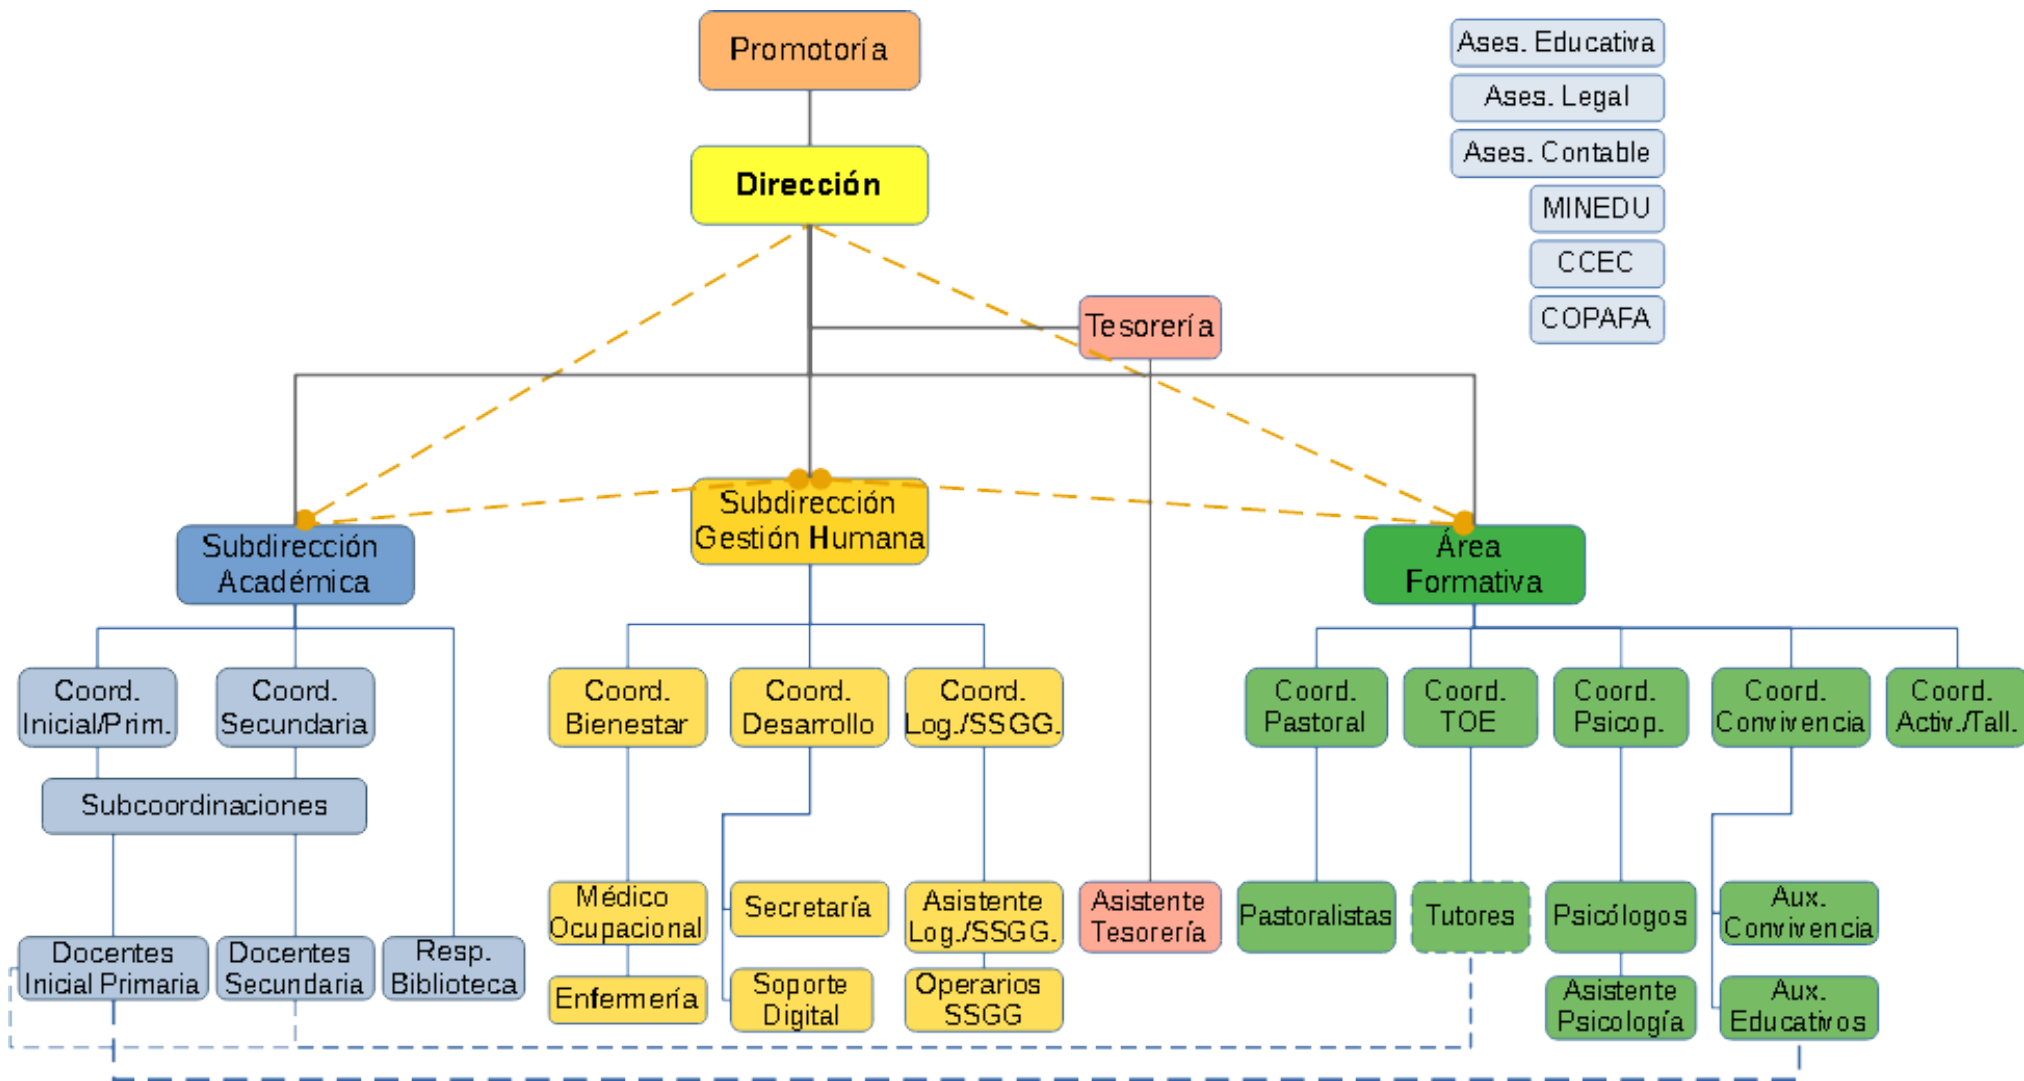 Promotoría
Ases. Educativa
Ases. Legal
Ases. Contable
MINEDU
CCEC
COPAFA
Dirección
Tesorería
Subdirección
Académica
Subdirección
Gestión Humana
Área
Formativa
Coord.
Inicial/Prim.
Coord.
Secundaria
Coord.
Bienestar
Coord.
Desarrollo
Coord.
Log./SSGG.
Coord.
Pastoral
Coord.
TOE
Coord.
Psicop.
Coord.
Convivencia
Coord.
Activ./Tall.
Subcoordinaciones
Médico
Ocupacional
Secretaría
Asistente
Log./SSGG.
Asistente
Tesorería
Pastoralistas
Tutores
Psicólogos
Aux.
Convivencia
Docentes
Inicial Primaria
Docentes
Secundaria
Resp.
Biblioteca
Enfermería
Soporte
Digital
Operarios
SSGG
Asistente
Psicología
Aux.
Educativos